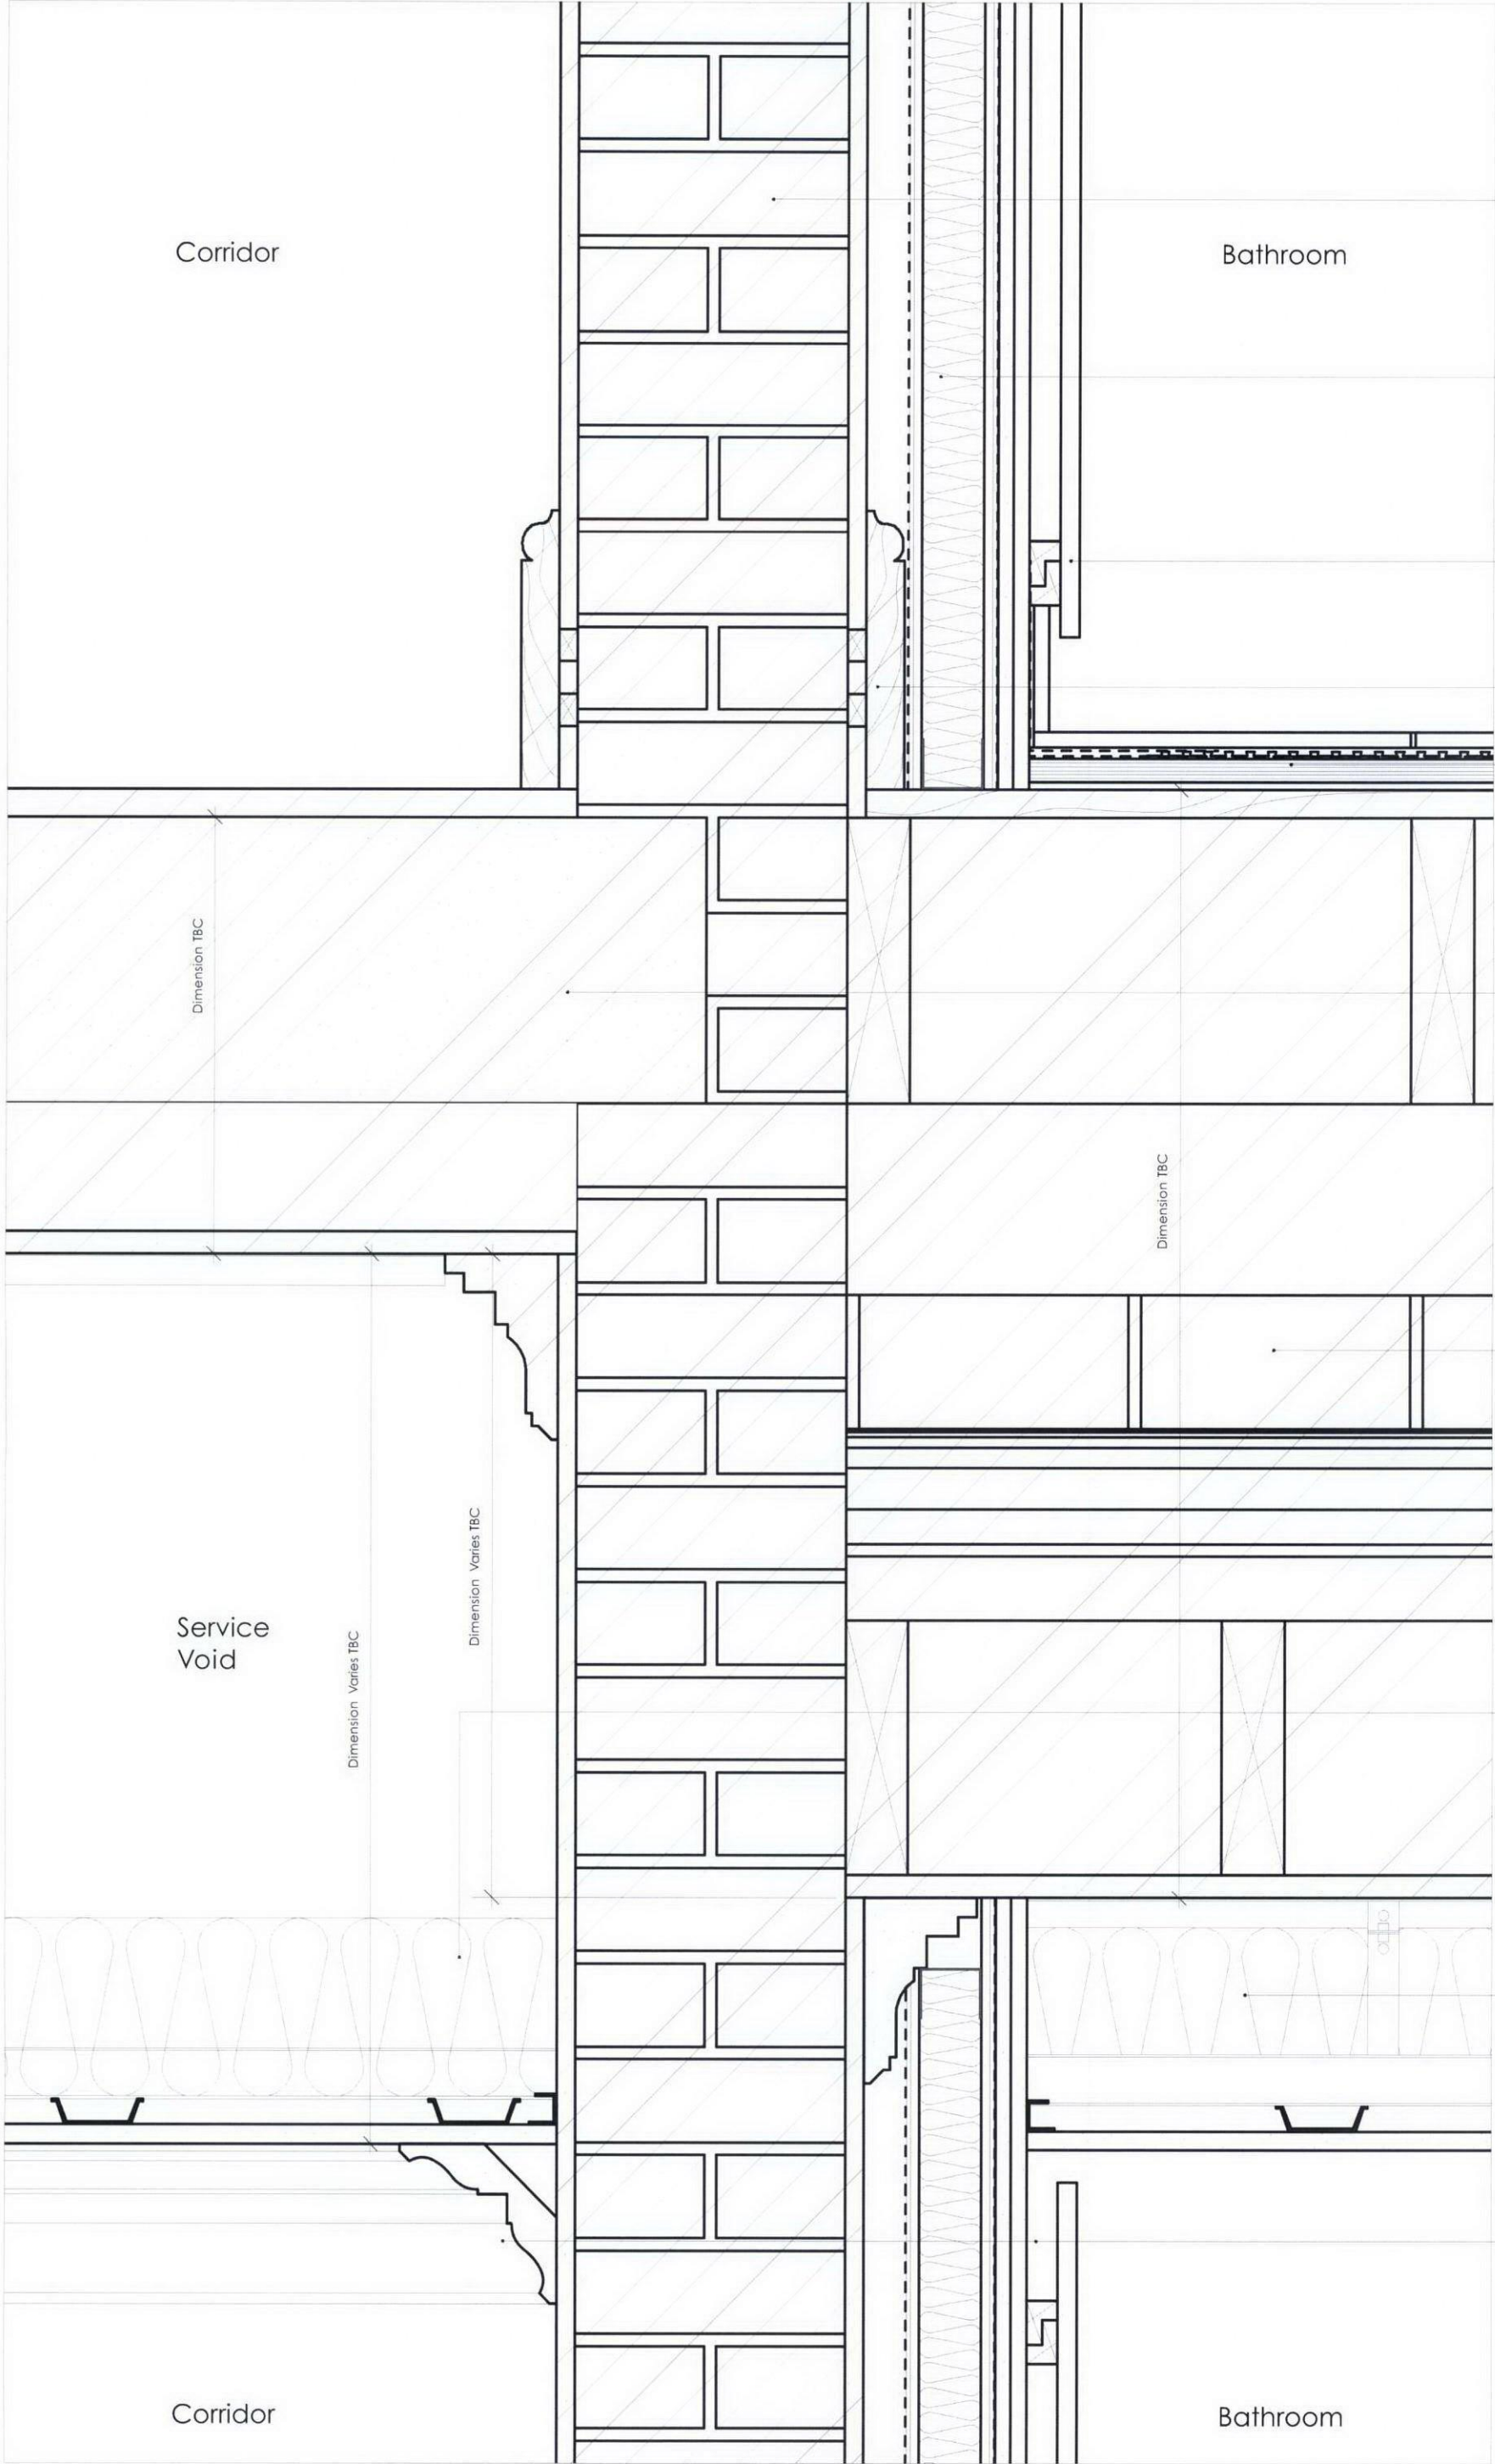 Corridor
Bathroom
Dimension TBC
Dimension TBC
Dimension Varies TBC
Service
Void
Dimension Varies TBC
Corridor
Bathroom